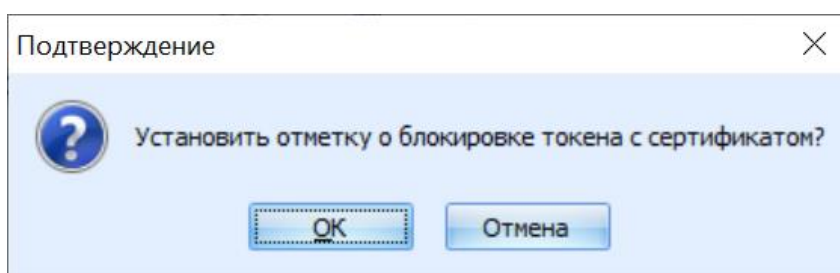 Подтверждение
Установить отметку о блокировке токена с сертификатом?
OK
Отмена